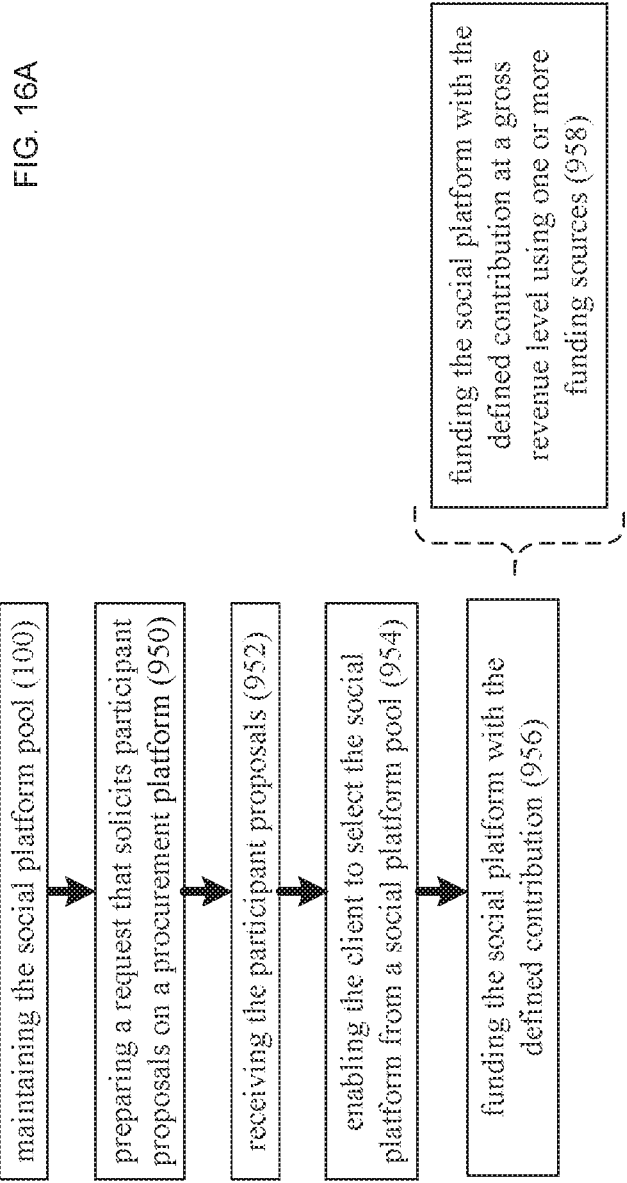 FIG. 16A
maintaining the social platform pool (100)
preparing a request that solicits participant
proposals on a procurement platform (950)
receiving the participant proposals (952)
enabling the client to select the social
platform from a social platform pool (954)
funding the social platform with the
defined contribution (956)
funding the social platform with the
defined contribution at a gross
revenue level using one or more
funding sources (958)